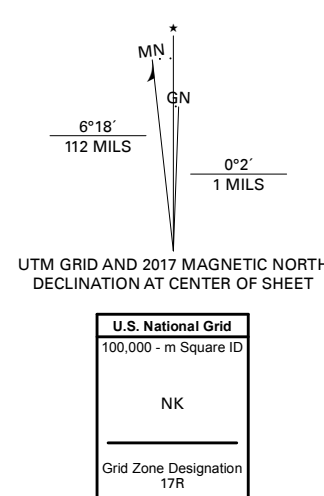 ★
MN
GN
6°18´
112 MILS
0°2´
1 MILS
UTM GRID AND 2017 MAGNETIC NORTH
DECLINATION AT CENTER OF SHEET
U.S. National Grid
100,000 - m Square ID
NK
Grid Zone Designation
17R